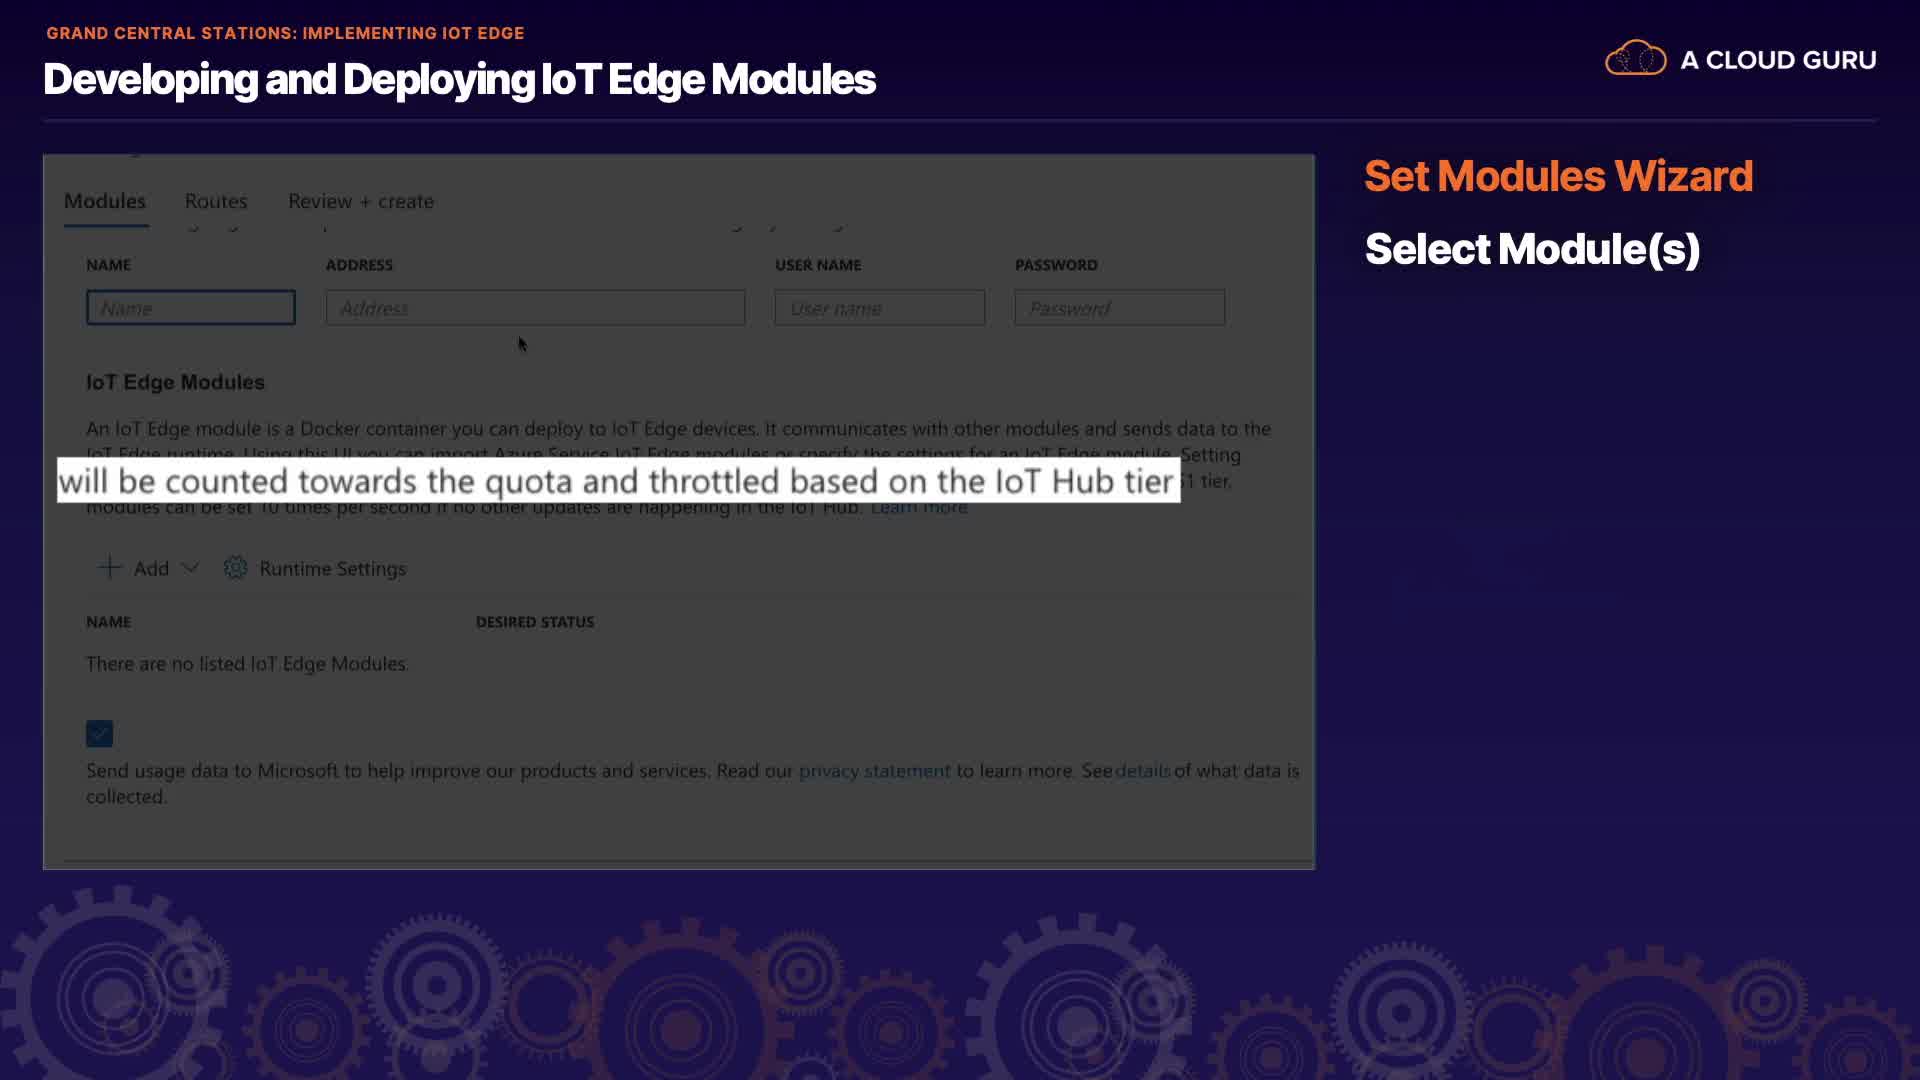 GRAND CENTRAL STATIONS: IMPLEMENTING IOT EDGE
Developing and Deploying IoT Edge Modules
A CLOUD GURU
Set Modules Wizard
Select Module(s)
Modules Routes Review + create
NAME ADDRESS USER NAME PASSWORD
Name Address User name Password
IoT Edge Modules
An IoT Edge module is a Docker container you can deploy to IoT Edge devices. It communicates with other modules and sends data to the
IoT Edge runtime. Using this UI you can import Azure Service IoT Edge modules or specify the settings for an IoT Edge module. Setting
will be counted towards the quota and throttled based on the IoT Hub tier
S1 tier,
modules can be set 10 times per second if no other updates are happening in the IoT Hub. Learn more
Add Runtime Settings
NAME DESIRED STATUS
There are no listed IoT Edge Modules.
Send usage data to Microsoft to help improve our products and services. Read our privacy statement to learn more. See details of what data is
collected.